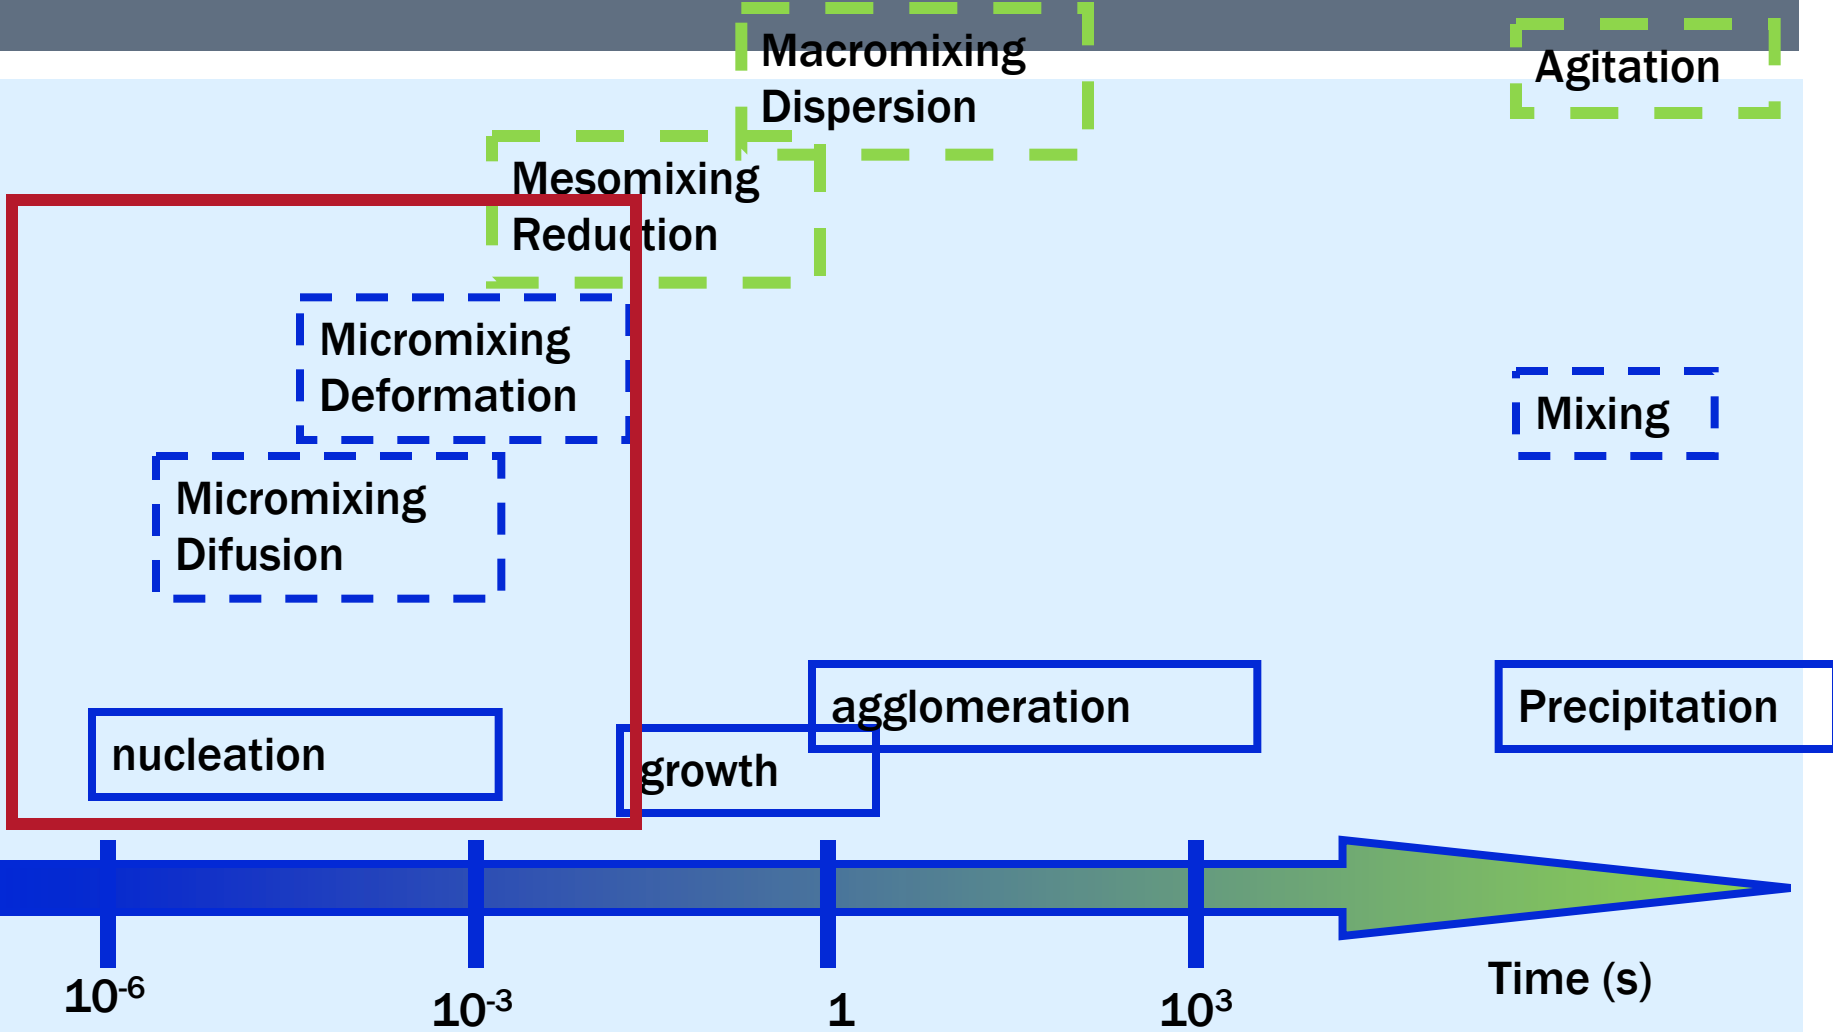 Macromixing
Dispersion
Agitation
Mesomixing
Reduction
Micromixing
Deformation
Mixing
Micromixing
Difusion
agglomeration
Precipitation
nucleation
growth
Time (s)
10⁻⁶
10⁻³
1
10³